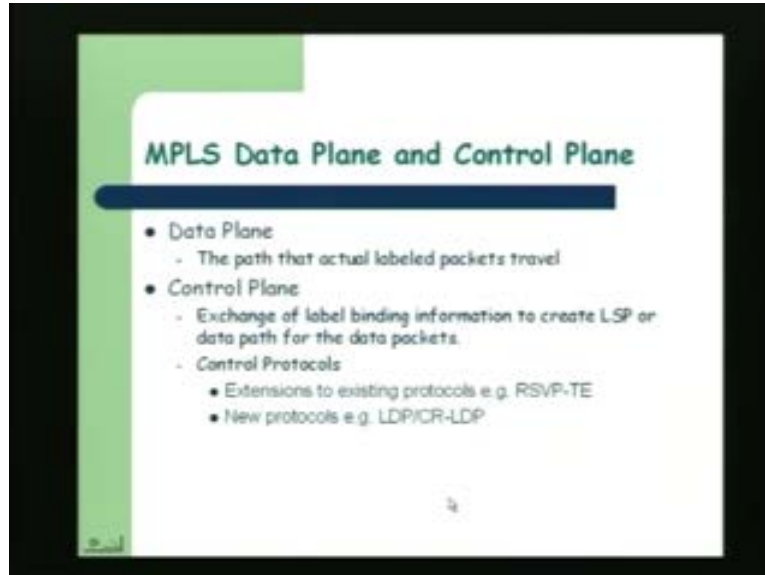 MPLS Data Plane and Control Plane
● Data Plane
- The path that actual labeled packets travel
● Control Plane
- Exchange of label binding information to create LSP or
data path for the data packets.
- Control Protocols
● Extensions to existing protocols e.g. RSVP-TE
● New protocols e.g. LDP/CR-LDP